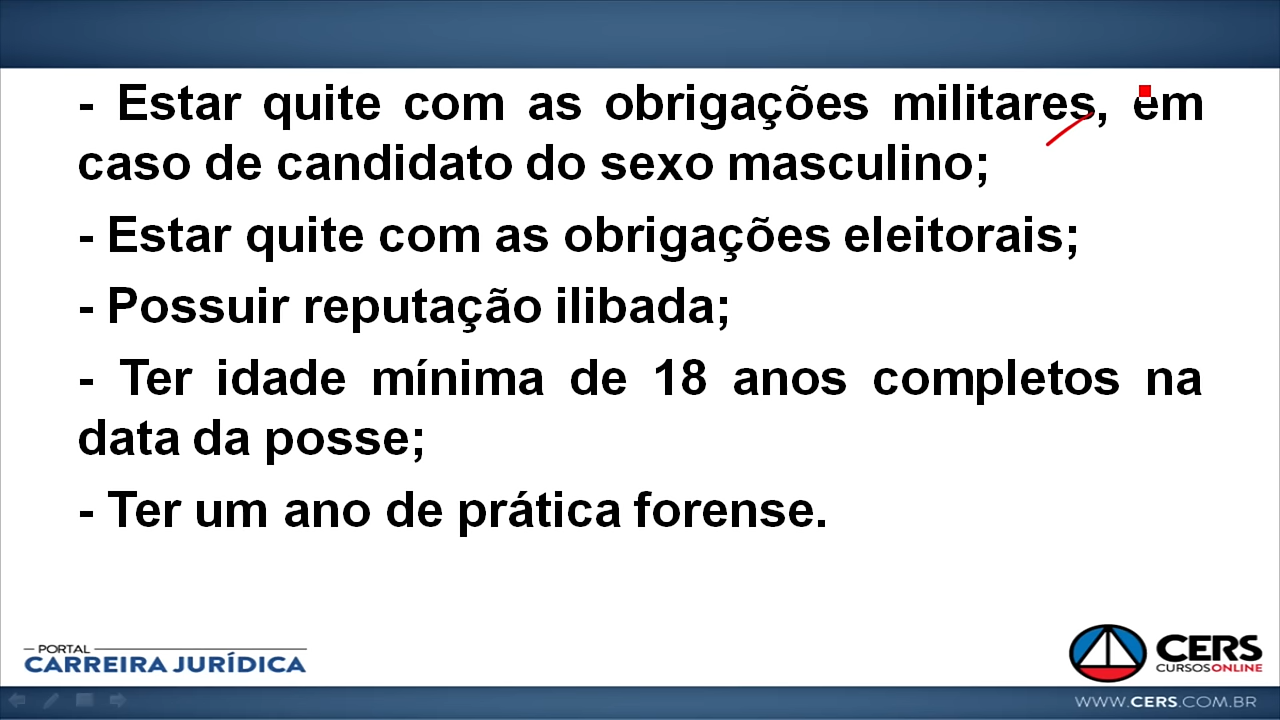 - Estar quite com as obrigações militares, em
caso de candidato do sexo masculino;
- Estar quite com as obrigações eleitorais;
- Possuir reputação ilibada;
- Ter idade mínima de 18 anos completos na
data da posse;
- Ter um ano de prática forense.
PORTAL
CARREIRA JURÍDICA
CERS
CURSOS ONLINE
WWW.CERS.COM.BR